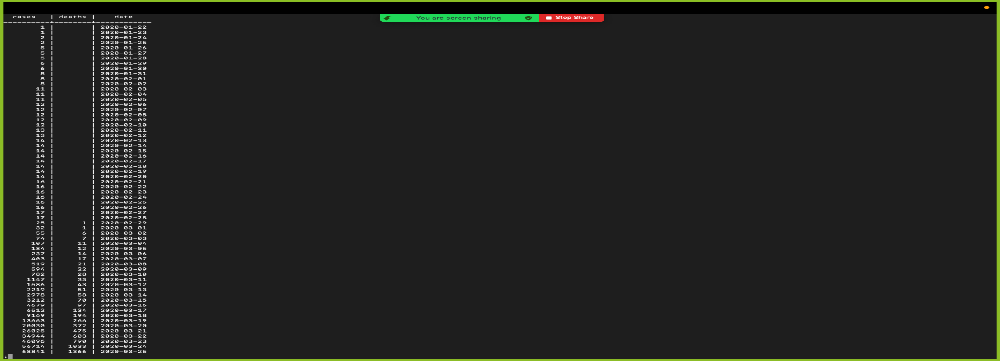 cases | deaths | date
You are screen sharing Stop Share
----------+---------+------------
1 | | 2020-01-22
1 | | 2020-01-23
2 | | 2020-01-24
2 | | 2020-01-25
5 | | 2020-01-26
5 | | 2020-01-27
5 | | 2020-01-28
6 | | 2020-01-29
6 | | 2020-01-30
8 | | 2020-01-31
8 | | 2020-02-01
8 | | 2020-02-02
11 | | 2020-02-03
11 | | 2020-02-04
11 | | 2020-02-05
12 | | 2020-02-06
12 | | 2020-02-07
12 | | 2020-02-08
12 | | 2020-02-09
12 | | 2020-02-10
13 | | 2020-02-11
13 | | 2020-02-12
14 | | 2020-02-13
14 | | 2020-02-14
14 | | 2020-02-15
14 | | 2020-02-16
14 | | 2020-02-17
14 | | 2020-02-18
14 | | 2020-02-19
14 | | 2020-02-20
16 | | 2020-02-21
16 | | 2020-02-22
16 | | 2020-02-23
16 | | 2020-02-24
16 | | 2020-02-25
16 | | 2020-02-26
17 | | 2020-02-27
17 | | 2020-02-28
25 | 1 | 2020-02-29
32 | 1 | 2020-03-01
55 | 6 | 2020-03-02
74 | 7 | 2020-03-03
107 | 11 | 2020-03-04
184 | 12 | 2020-03-05
237 | 14 | 2020-03-06
403 | 17 | 2020-03-07
519 | 21 | 2020-03-08
594 | 22 | 2020-03-09
782 | 28 | 2020-03-10
1147 | 33 | 2020-03-11
1586 | 43 | 2020-03-12
2219 | 51 | 2020-03-13
2978 | 58 | 2020-03-14
3212 | 70 | 2020-03-15
4679 | 97 | 2020-03-16
6512 | 134 | 2020-03-17
9169 | 194 | 2020-03-18
13663 | 266 | 2020-03-19
20030 | 372 | 2020-03-20
26025 | 475 | 2020-03-21
34944 | 603 | 2020-03-22
46096 | 790 | 2020-03-23
56714 | 1033 | 2020-03-24
68841 | 1366 | 2020-03-25
: